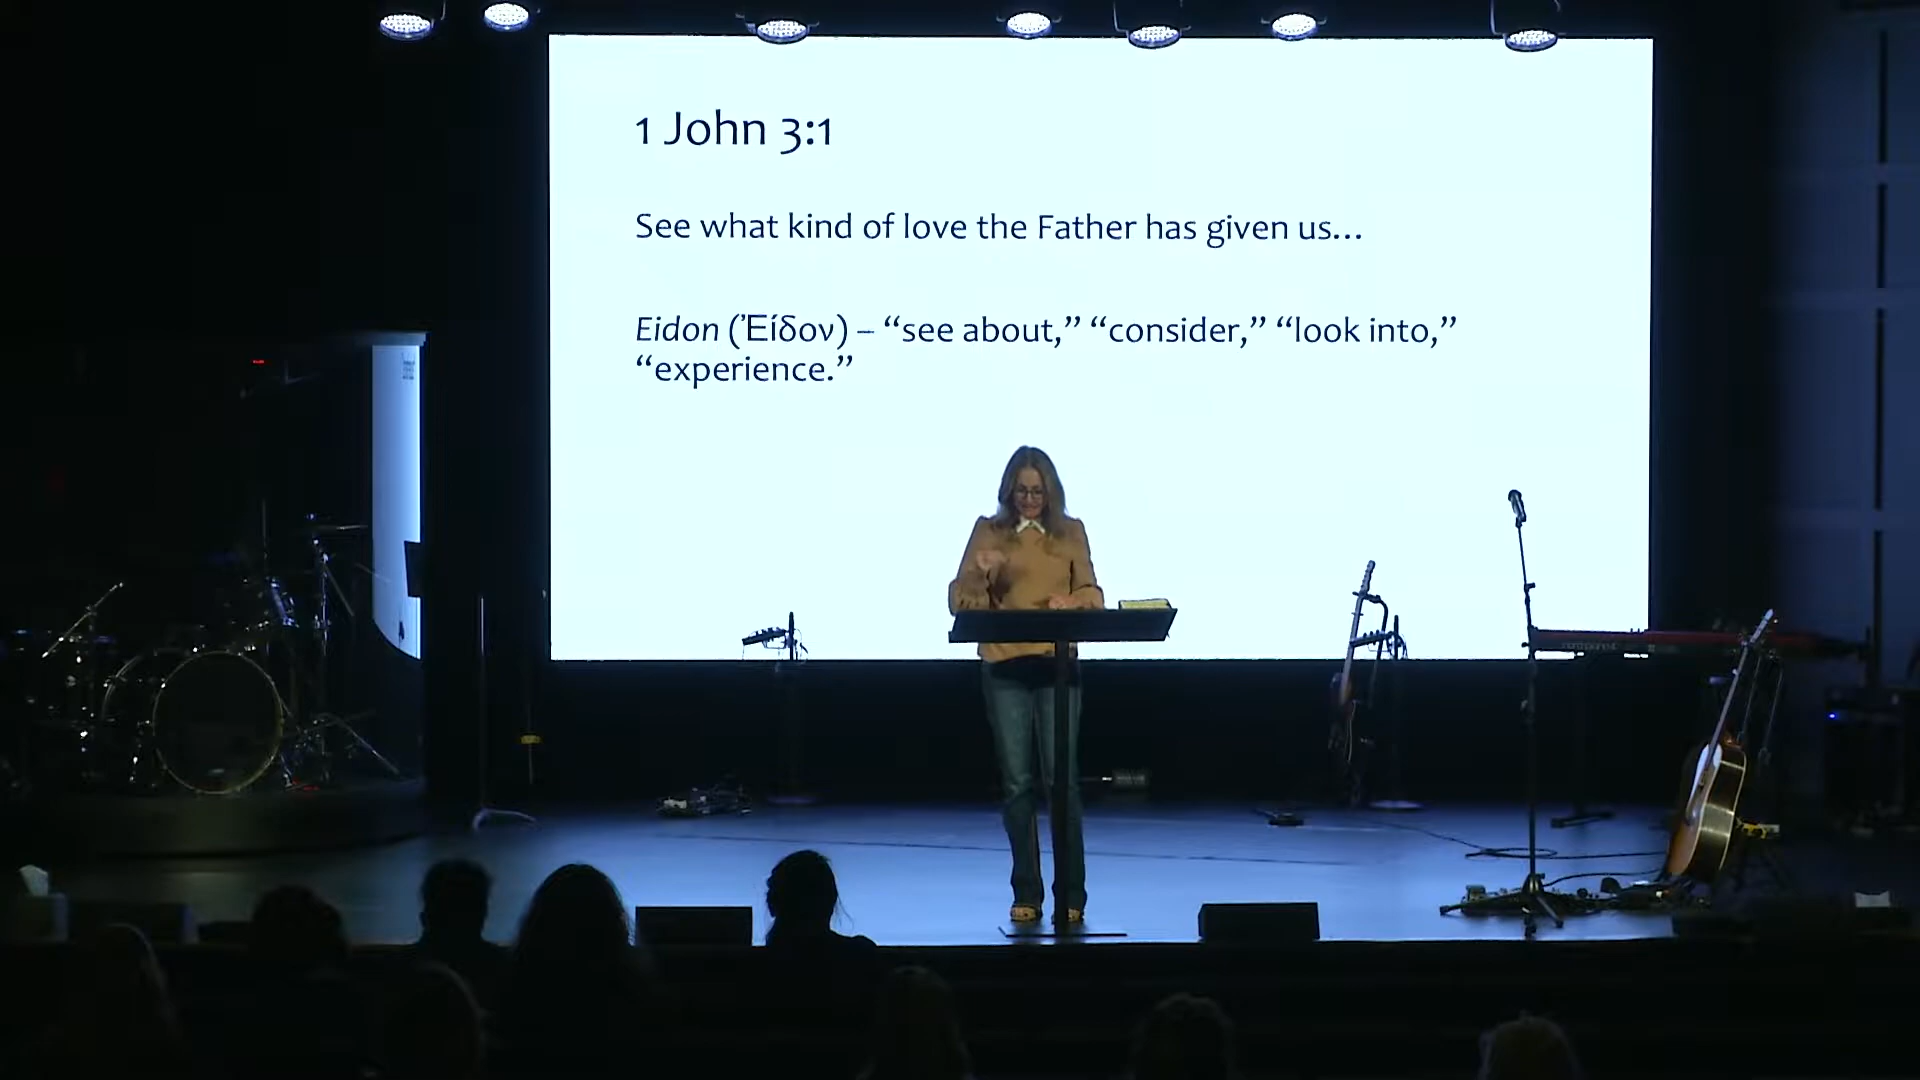 1 John 3:1
See what kind of love the Father has given us...
Eidon (Ἐίδον) – “see about,” “consider,” “look into,”
“experience.”